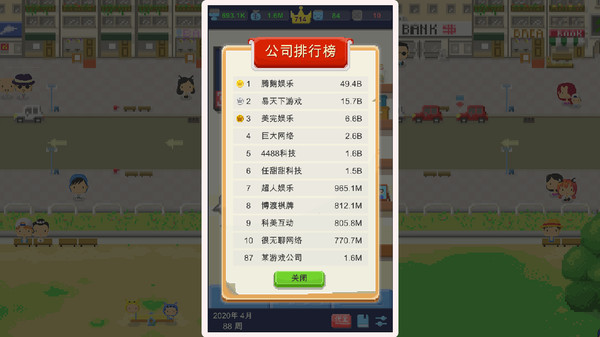 983.1K 1.6M 714 84 10
BANK
BANK
公司排行榜
1 腾鹅娱乐 49.4B
2 易天下游戏 15.7B
3 美完娱乐 6.6B
4 巨大网络 2.6B
5 4488科技 1.6B
6 任甜甜科技 1.5B
7 超人娱乐 965.1M
8 博渡棋牌 812.1M
9 科美互动 805.8M
10 很无聊网络 770.7M
87 某游戏公司 1.6M
关闭
2020年 4月
88 周